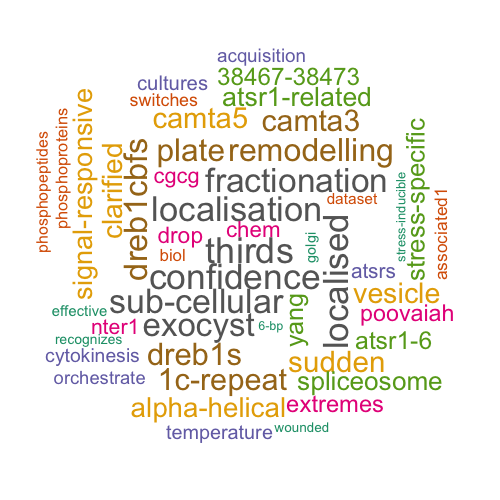 acquisition
cultures
38467-38473
switches
atsr1-related
camta5
camta3
phosphopeptides
phosphoproteins
signal-responsive
clarified
dreb1cbfs
plate
remodelling
cgcg
fractionation
dataset
localisation
drop
chem
biol
thirds
golgi
localised
stress-inducible
stress-specific
associated1
confidence
atsrs
sub-cellular
vesicle
effective
nter1
exocyst
6-bp
yang
poovaiah
recognizes
cytokinesis
dreb1s
atsr1-6
sudden
orchestrate
1c-repeat
spliceosome
alpha-helical
extremes
temperature
wounded